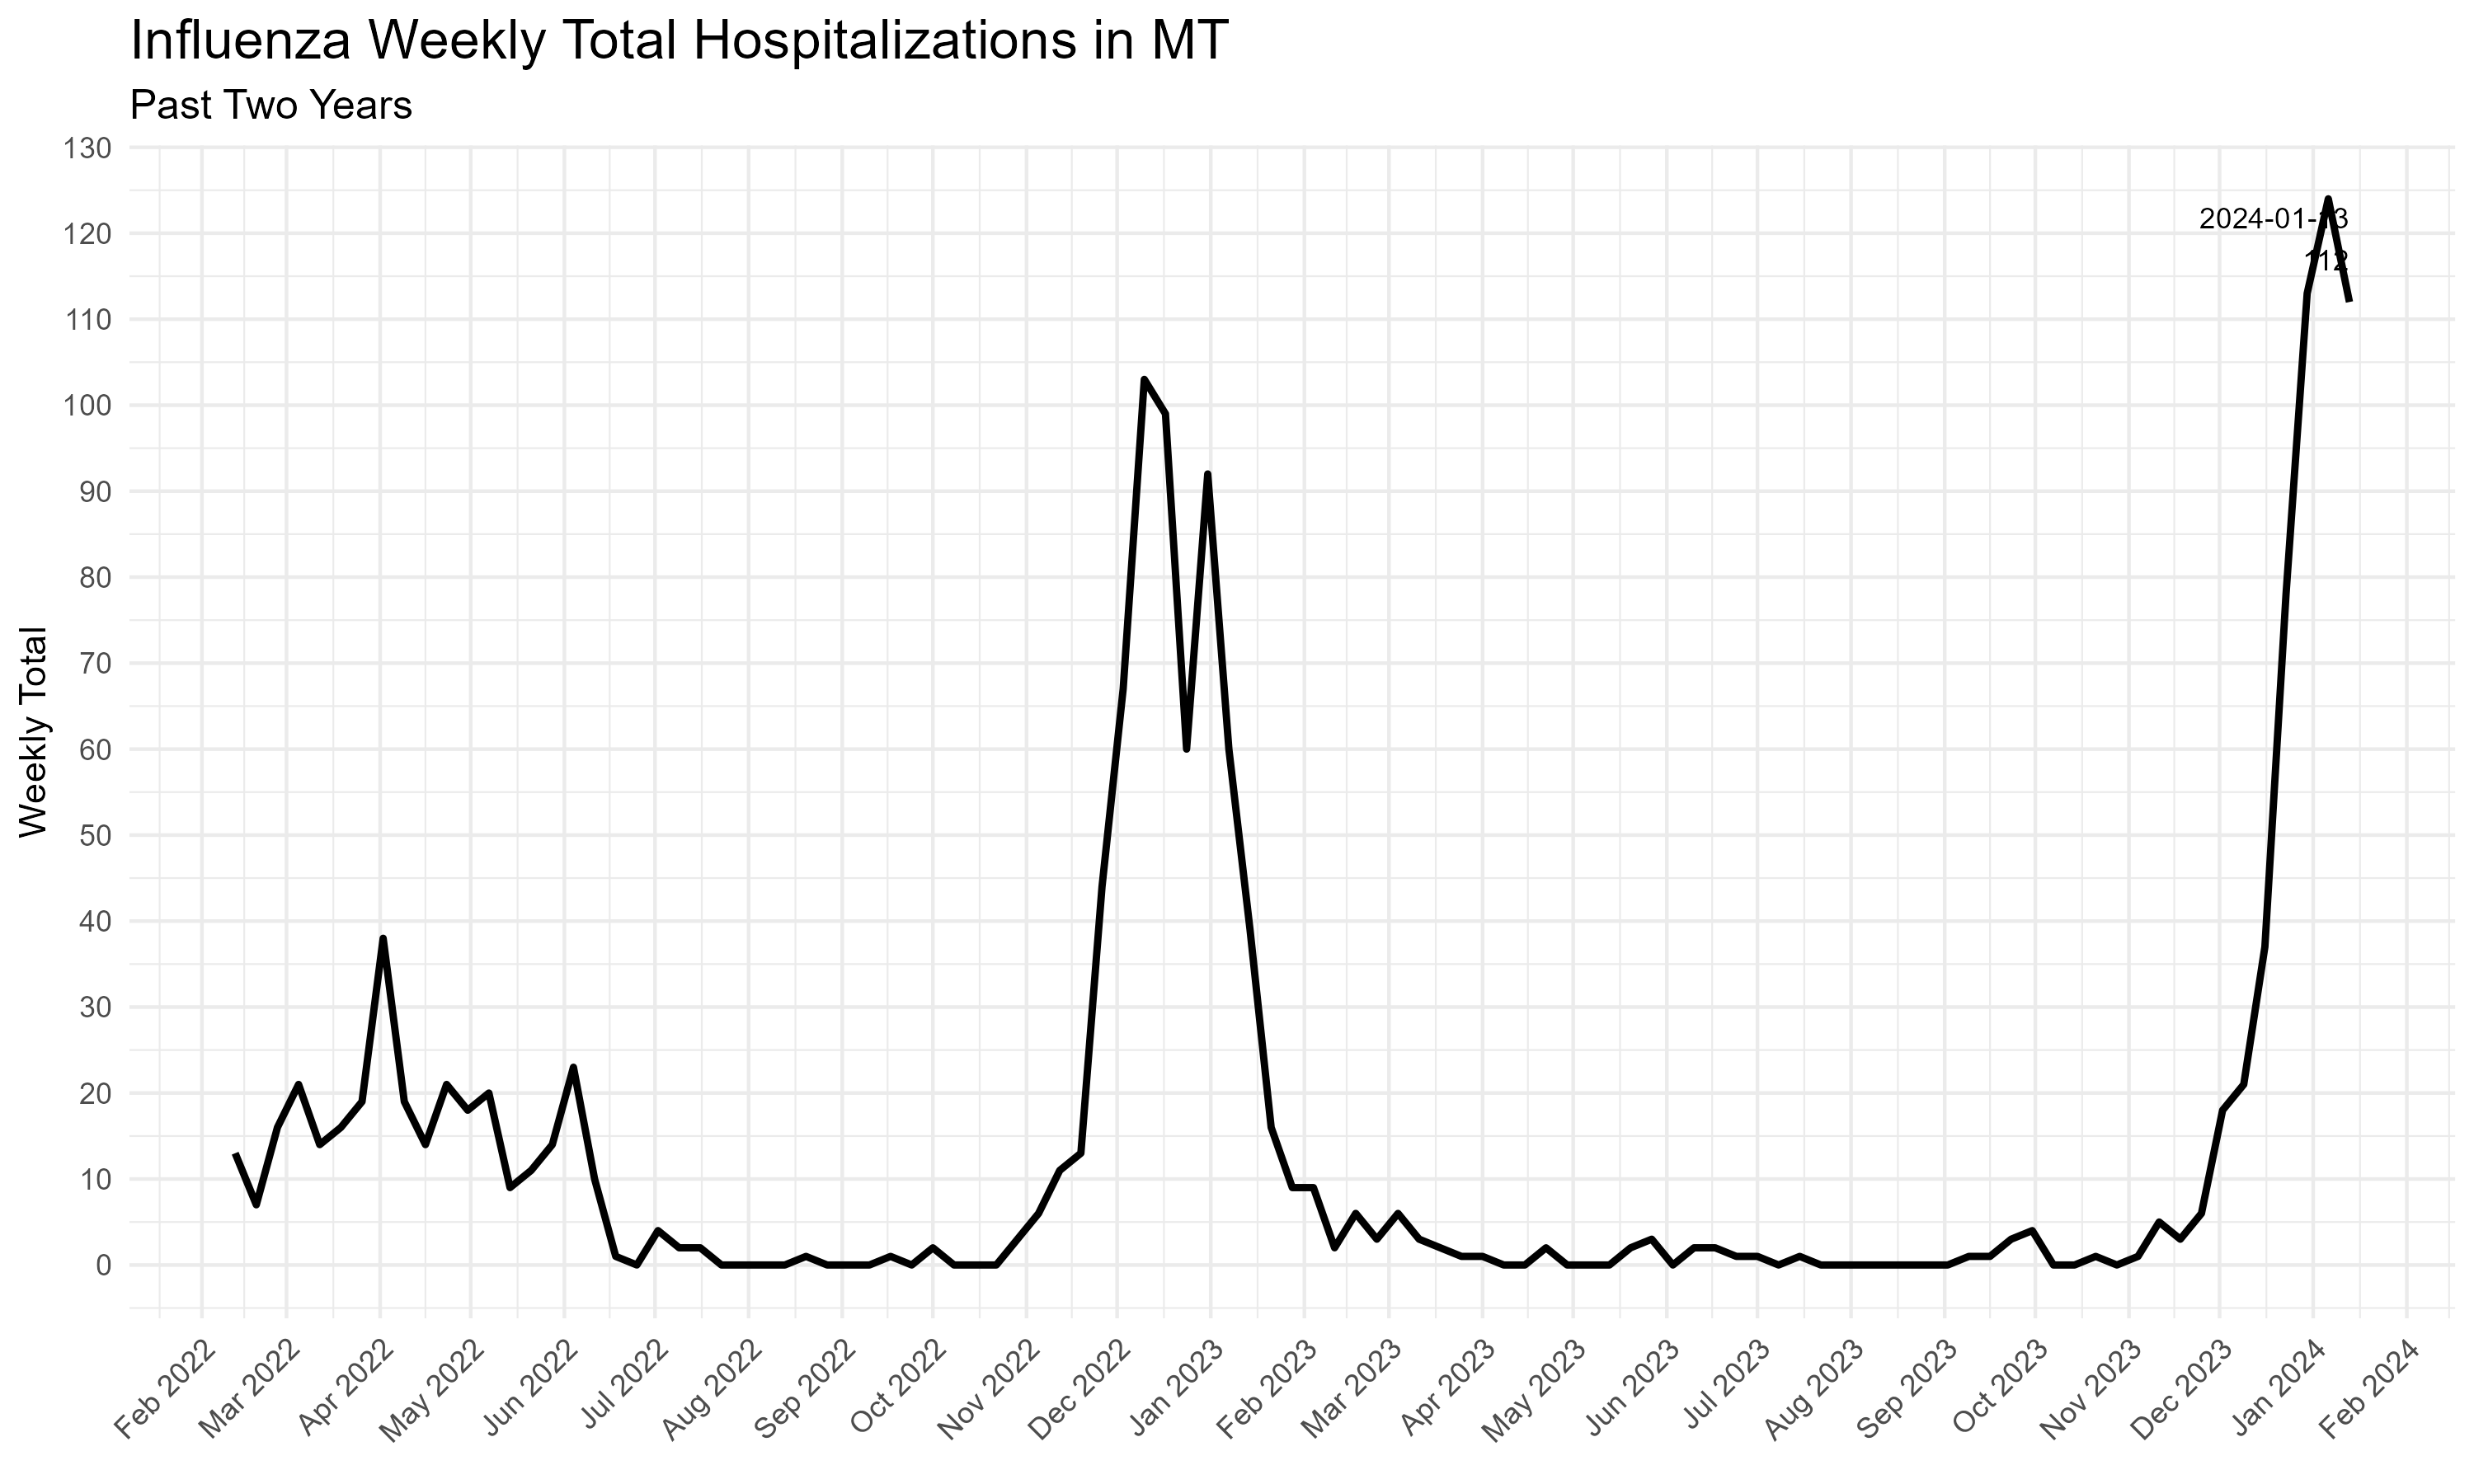 Influenza Weekly Total Hospitalizations in MT
Past Two Years
130
120
110
100
90
80
70
60
50
40
30
20
10
0
Weekly Total
2024-01-13
112
Feb 2022
Mar 2022
Apr 2022
May 2022
Jun 2022
Jul 2022
Aug 2022
Sep 2022
Oct 2022
Nov 2022
Dec 2022
Jan 2023
Feb 2023
Mar 2023
Apr 2023
May 2023
Jun 2023
Jul 2023
Aug 2023
Sep 2023
Oct 2023
Nov 2023
Dec 2023
Jan 2024
Feb 2024